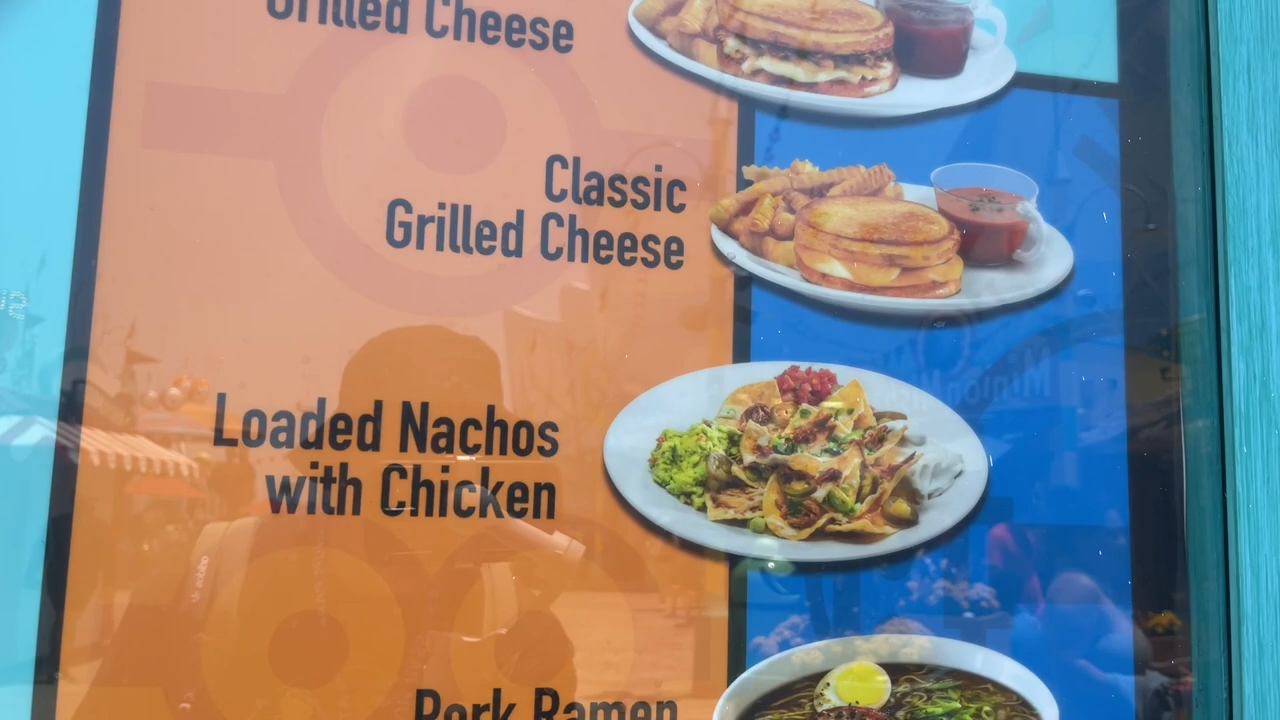 Grilled Cheese
Classic
Grilled Cheese
Loaded Nachos
with Chicken
Pork Ramen